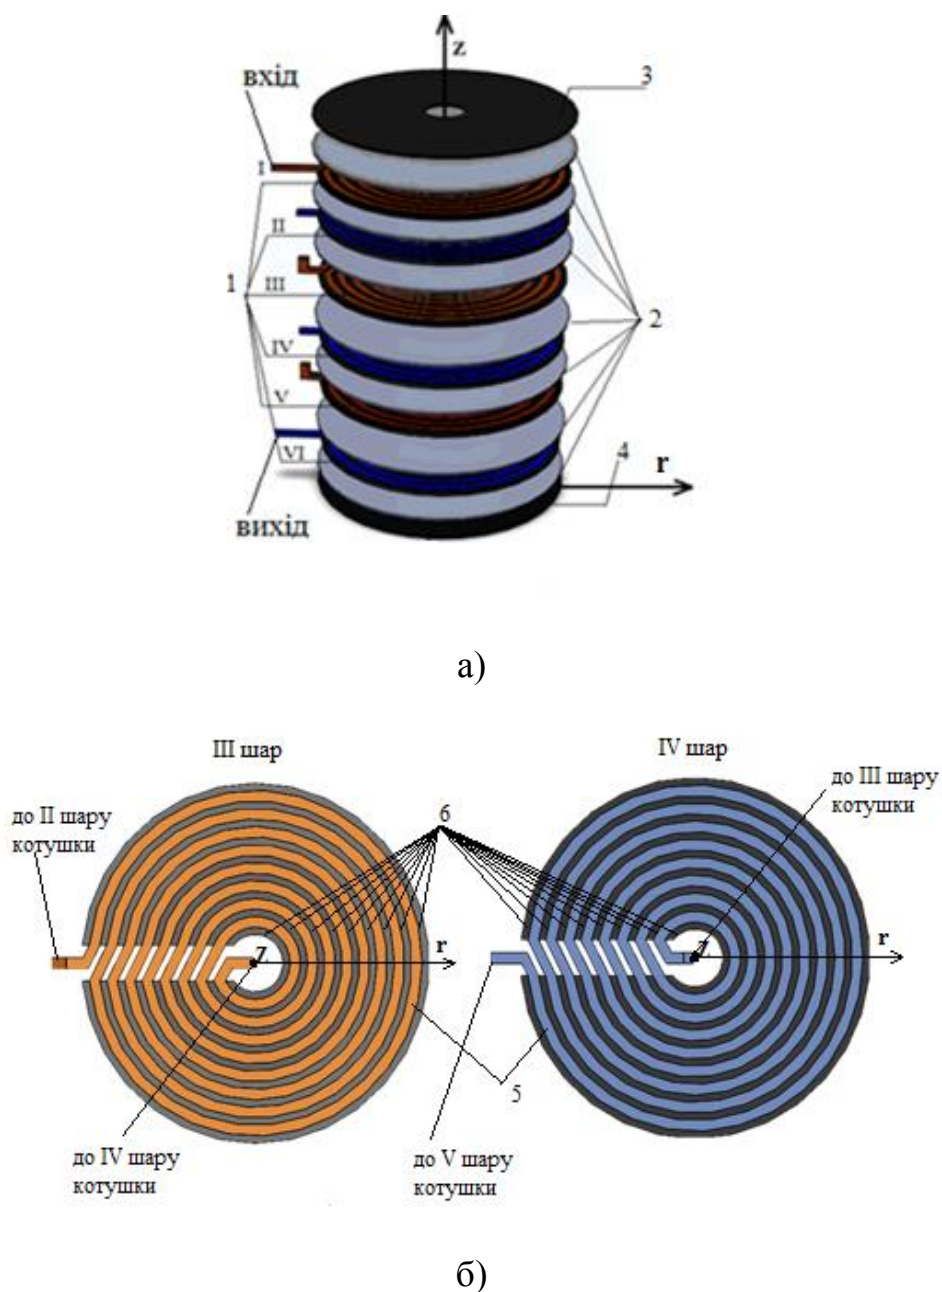 z
вхід
3
I
II
1
III
2
IV
V
4
VI
r
вихід
а)
III шар
IV шар
до II шару
котушки
6
до III шару
котушки
z
r
z
r
5
до IV шару
котушки
до V шару
котушки
б)